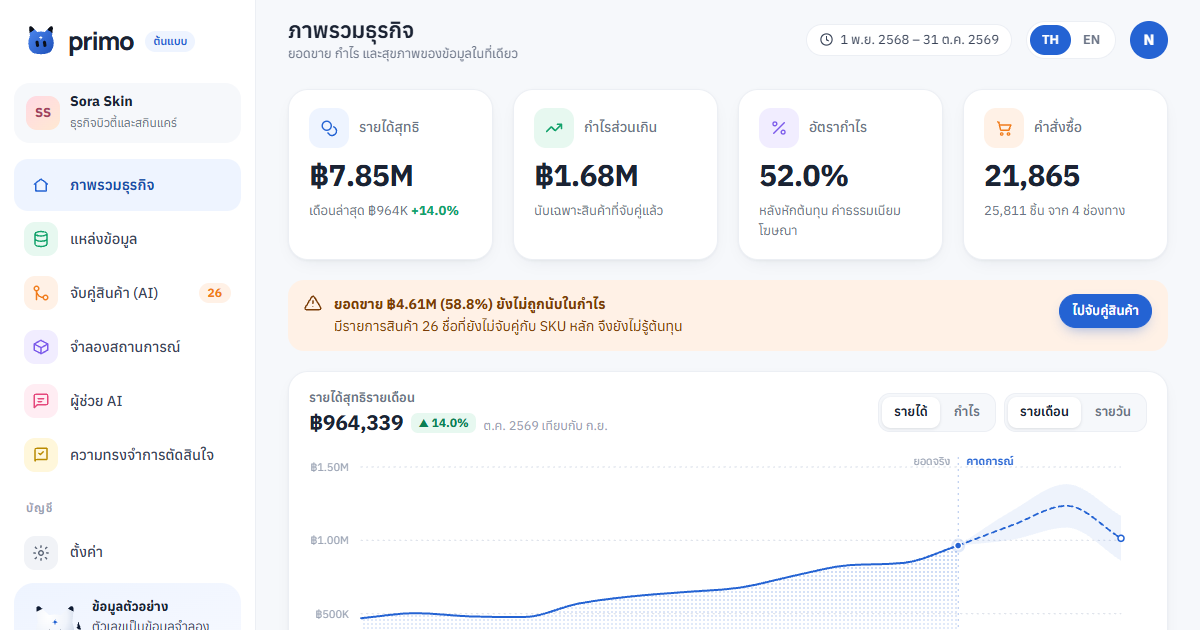 primo
ต้นแบบ
SS
Sora Skin
ธุรกิจบิวตี้และสกินแคร์
ภาพรวมธุรกิจ
แหล่งข้อมูล
จับคู่สินค้า (AI)
26
จำลองสถานการณ์
ผู้ช่วย AI
ความทรงจำการตัดสินใจ
บัญชี
ตั้งค่า
ข้อมูลตัวอย่าง
ตัวเลขเป็นข้อมูลจำลอง
ภาพรวมธุรกิจ
ยอดขาย กำไร และสุขภาพของข้อมูลในที่เดียว
1 พ.ย. 2568 – 31 ต.ค. 2569
TH
EN
N
รายได้สุทธิ
฿7.85M
เดือนล่าสุด ฿964K +14.0%
กำไรส่วนเกิน
฿1.68M
นับเฉพาะสินค้าที่จับคู่แล้ว
อัตรากำไร
52.0%
หลังหักต้นทุน ค่าธรรมเนียม
โฆษณา
คำสั่งซื้อ
21,865
25,811 ชิ้น จาก 4 ช่องทาง
ยอดขาย ฿4.61M (58.8%) ยังไม่ถูกนับในกำไร
มีรายการสินค้า 26 ชื่อที่ยังไม่จับคู่กับ SKU หลัก จึงยังไม่รู้ต้นทุน
ไปจับคู่สินค้า
รายได้สุทธิรายเดือน
฿964,339
▲ 14.0%
ต.ค. 2569 เทียบกับ ก.ย.
รายได้
กำไร
รายเดือน
รายวัน
฿1.50M
ยอดจริง
คาดการณ์
฿1.00M
฿500K